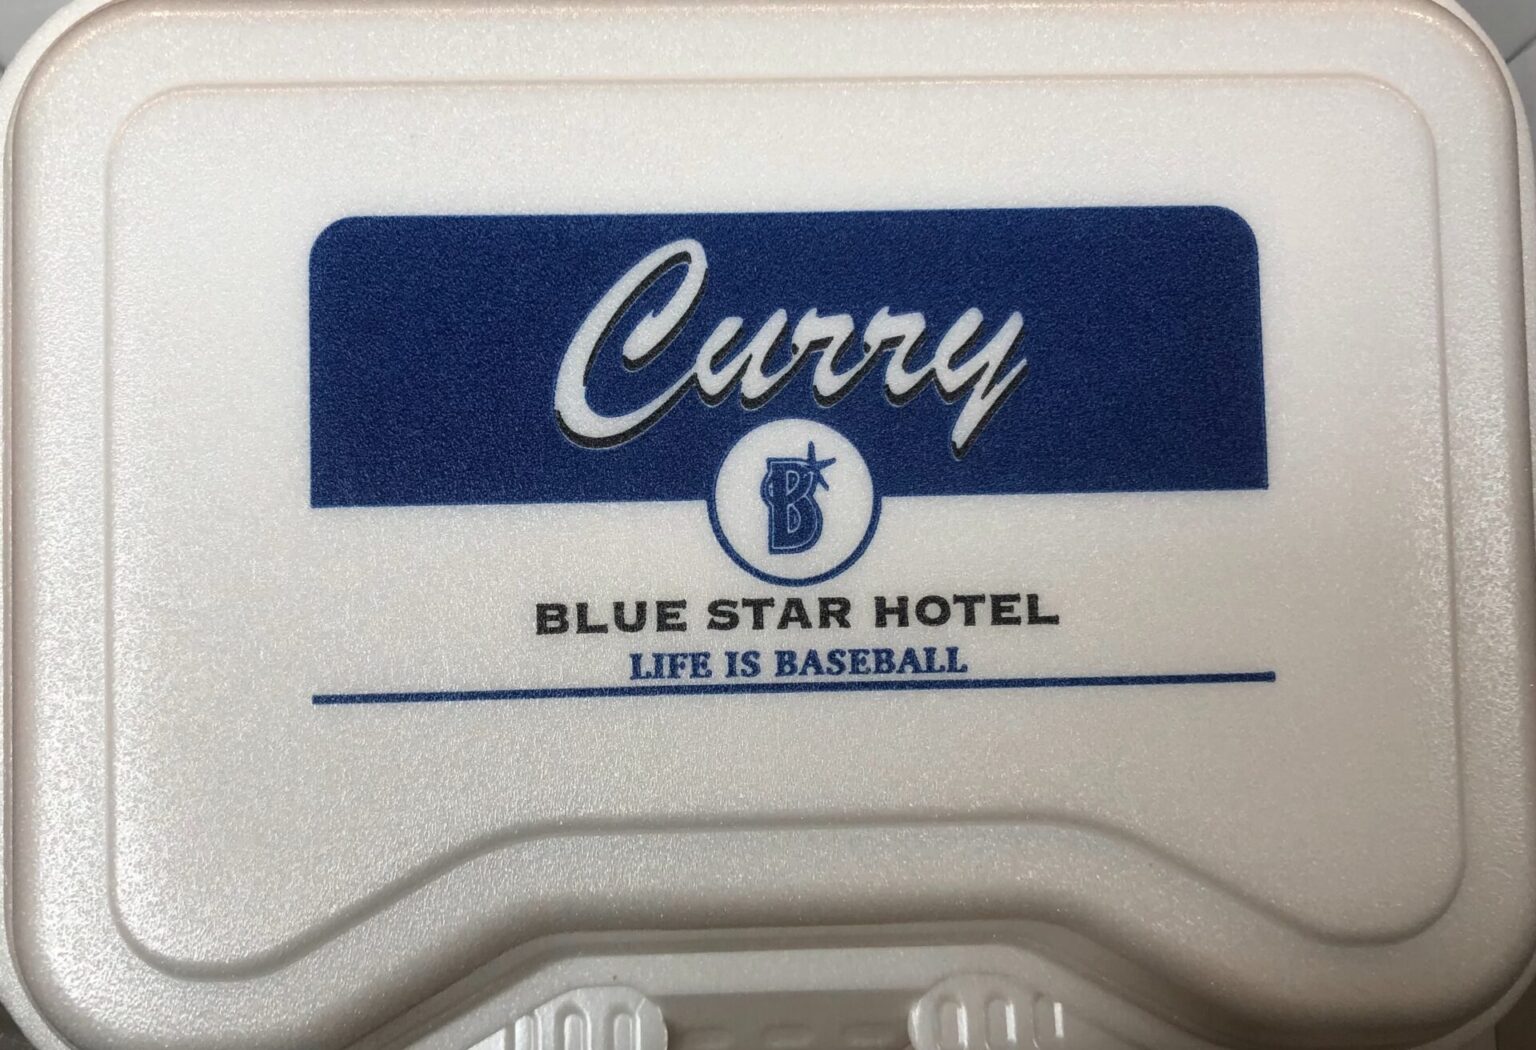 Curry
B
BLUE STAR HOTEL
LIFE IS BASEBALL